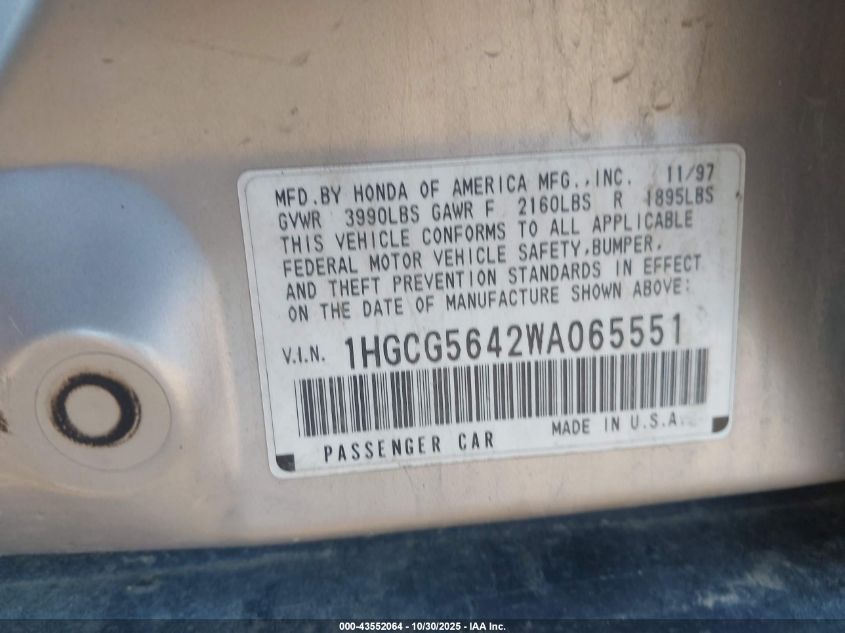 MFD.BY HONDA OF AMERICA MFG.,INC. 11/97
GVWR 3990LBS GAWR F 2160LBS R 1895LBS
THIS VEHICLE CONFORMS TO ALL APPLICABLE
FEDERAL MOTOR VEHICLE SAFETY,BUMPER,
AND THEFT PREVENTION STANDARDS IN EFFECT
ON THE DATE OF MANUFACTURE SHOWN ABOVE:
V.I.N. 1HGCG5642WA065551
PASSENGER CAR MADE IN U.S.A.
000-43552064 - 10/30/2025 - IAA Inc.